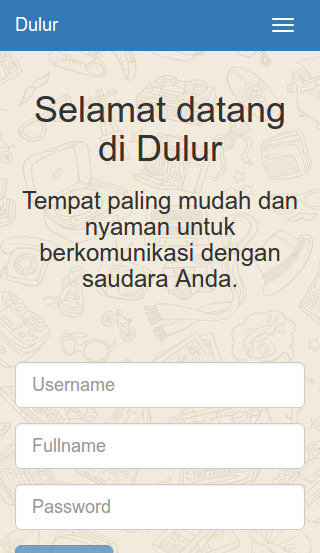 Dulur
Selamat datang
di Dulur
Tempat paling mudah dan
nyaman untuk
berkomunikasi dengan
saudara Anda.
Username
Fullname
Password